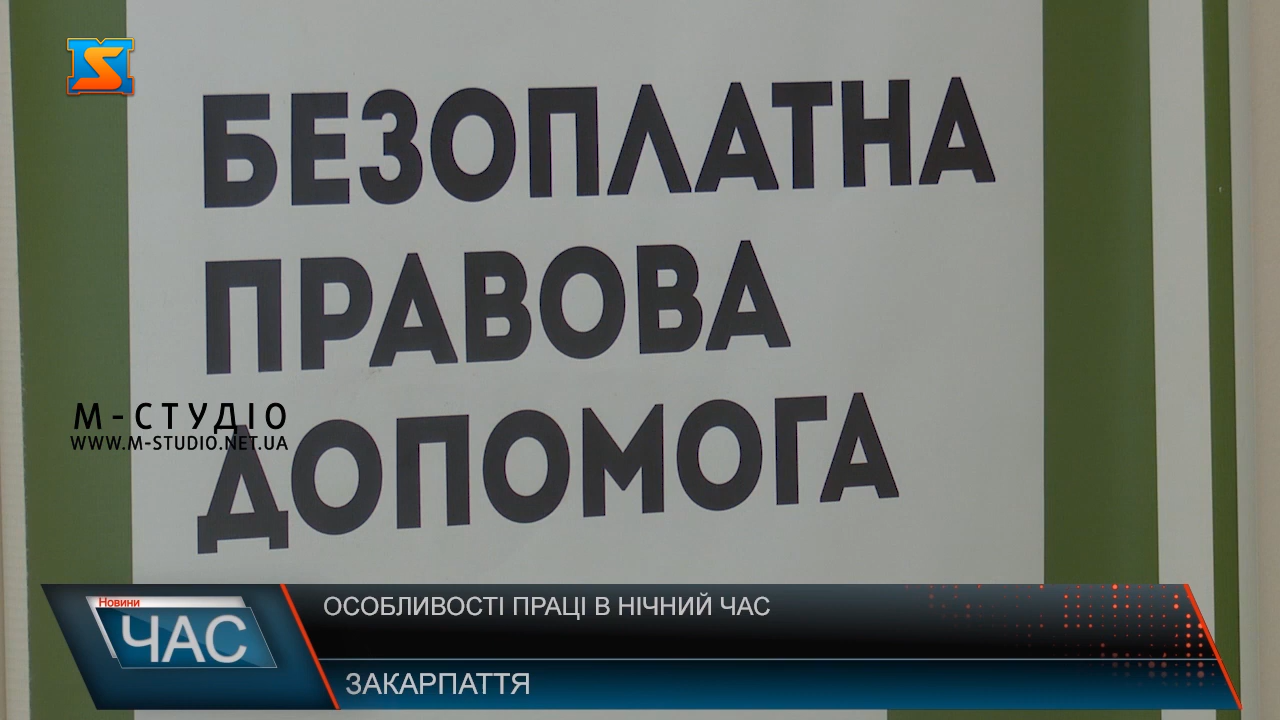 БЕЗОПЛАТНА
ПРАВОВА
ДОПОМОГА
М-СТУДІО
WWW.M-STUDIO.NET.UA
Новини
ЧАС
ОСОБЛИВОСТІ ПРАЦІ В НІЧНИЙ ЧАС
ЗАКАРПАТТЯ